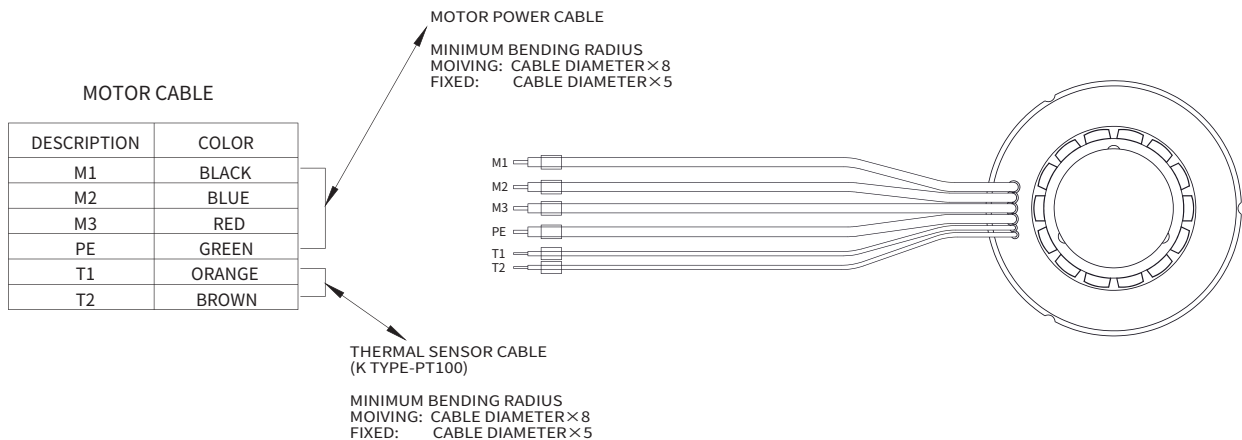 MOTOR POWER CABLE
MINIMUM BENDING RADIUS
MOIVING: CABLE DIAMETER×8
FIXED: CABLE DIAMETER×5
MOTOR CABLE
DESCRIPTION COLOR
M1 BLACK
M2 BLUE
M3 RED
PE GREEN
T1 ORANGE
T2 BROWN
M1
M2
M3
PE
T1
T2
THERMAL SENSOR CABLE
(K TYPE-PT100)
MINIMUM BENDING RADIUS
MOIVING: CABLE DIAMETER×8
FIXED: CABLE DIAMETER×5